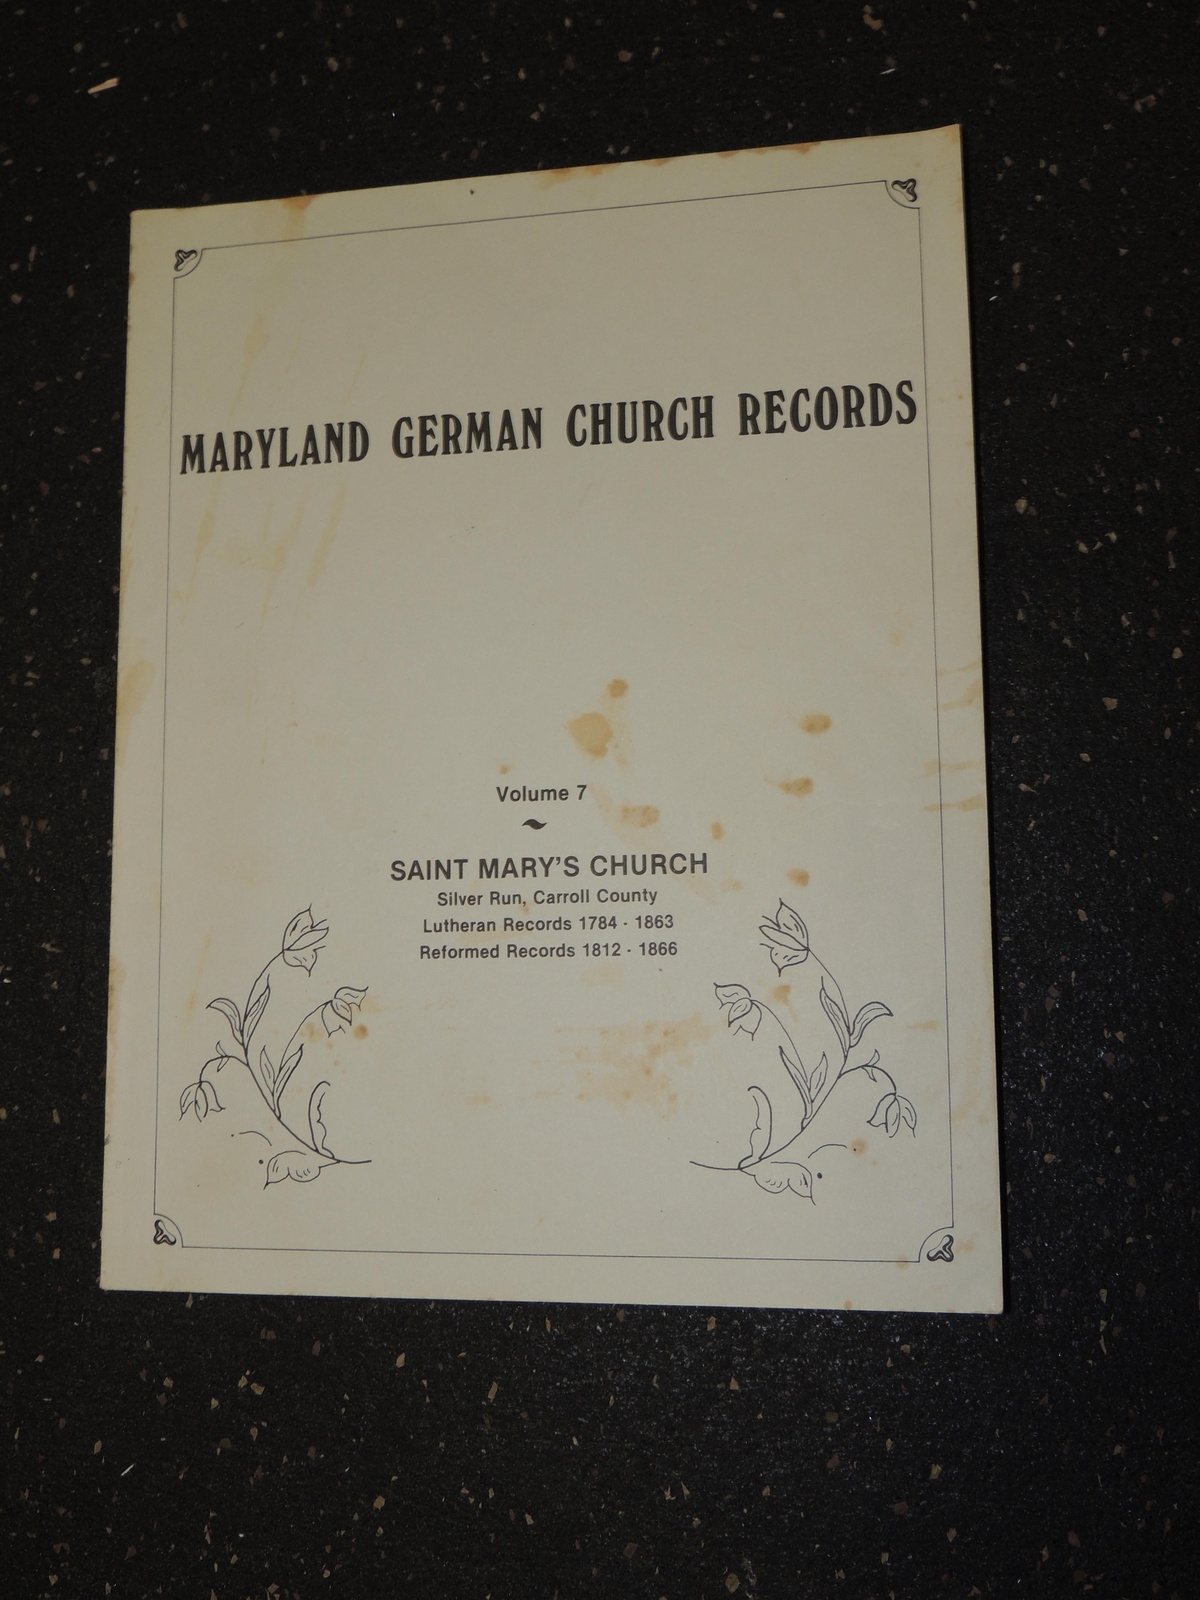 MARYLAND GERMAN CHURCH RECORDS
Volume 7
SAINT MARY'S CHURCH
Silver Run, Carroll County
Lutheran Records 1784 - 1863
Reformed Records 1812 - 1866